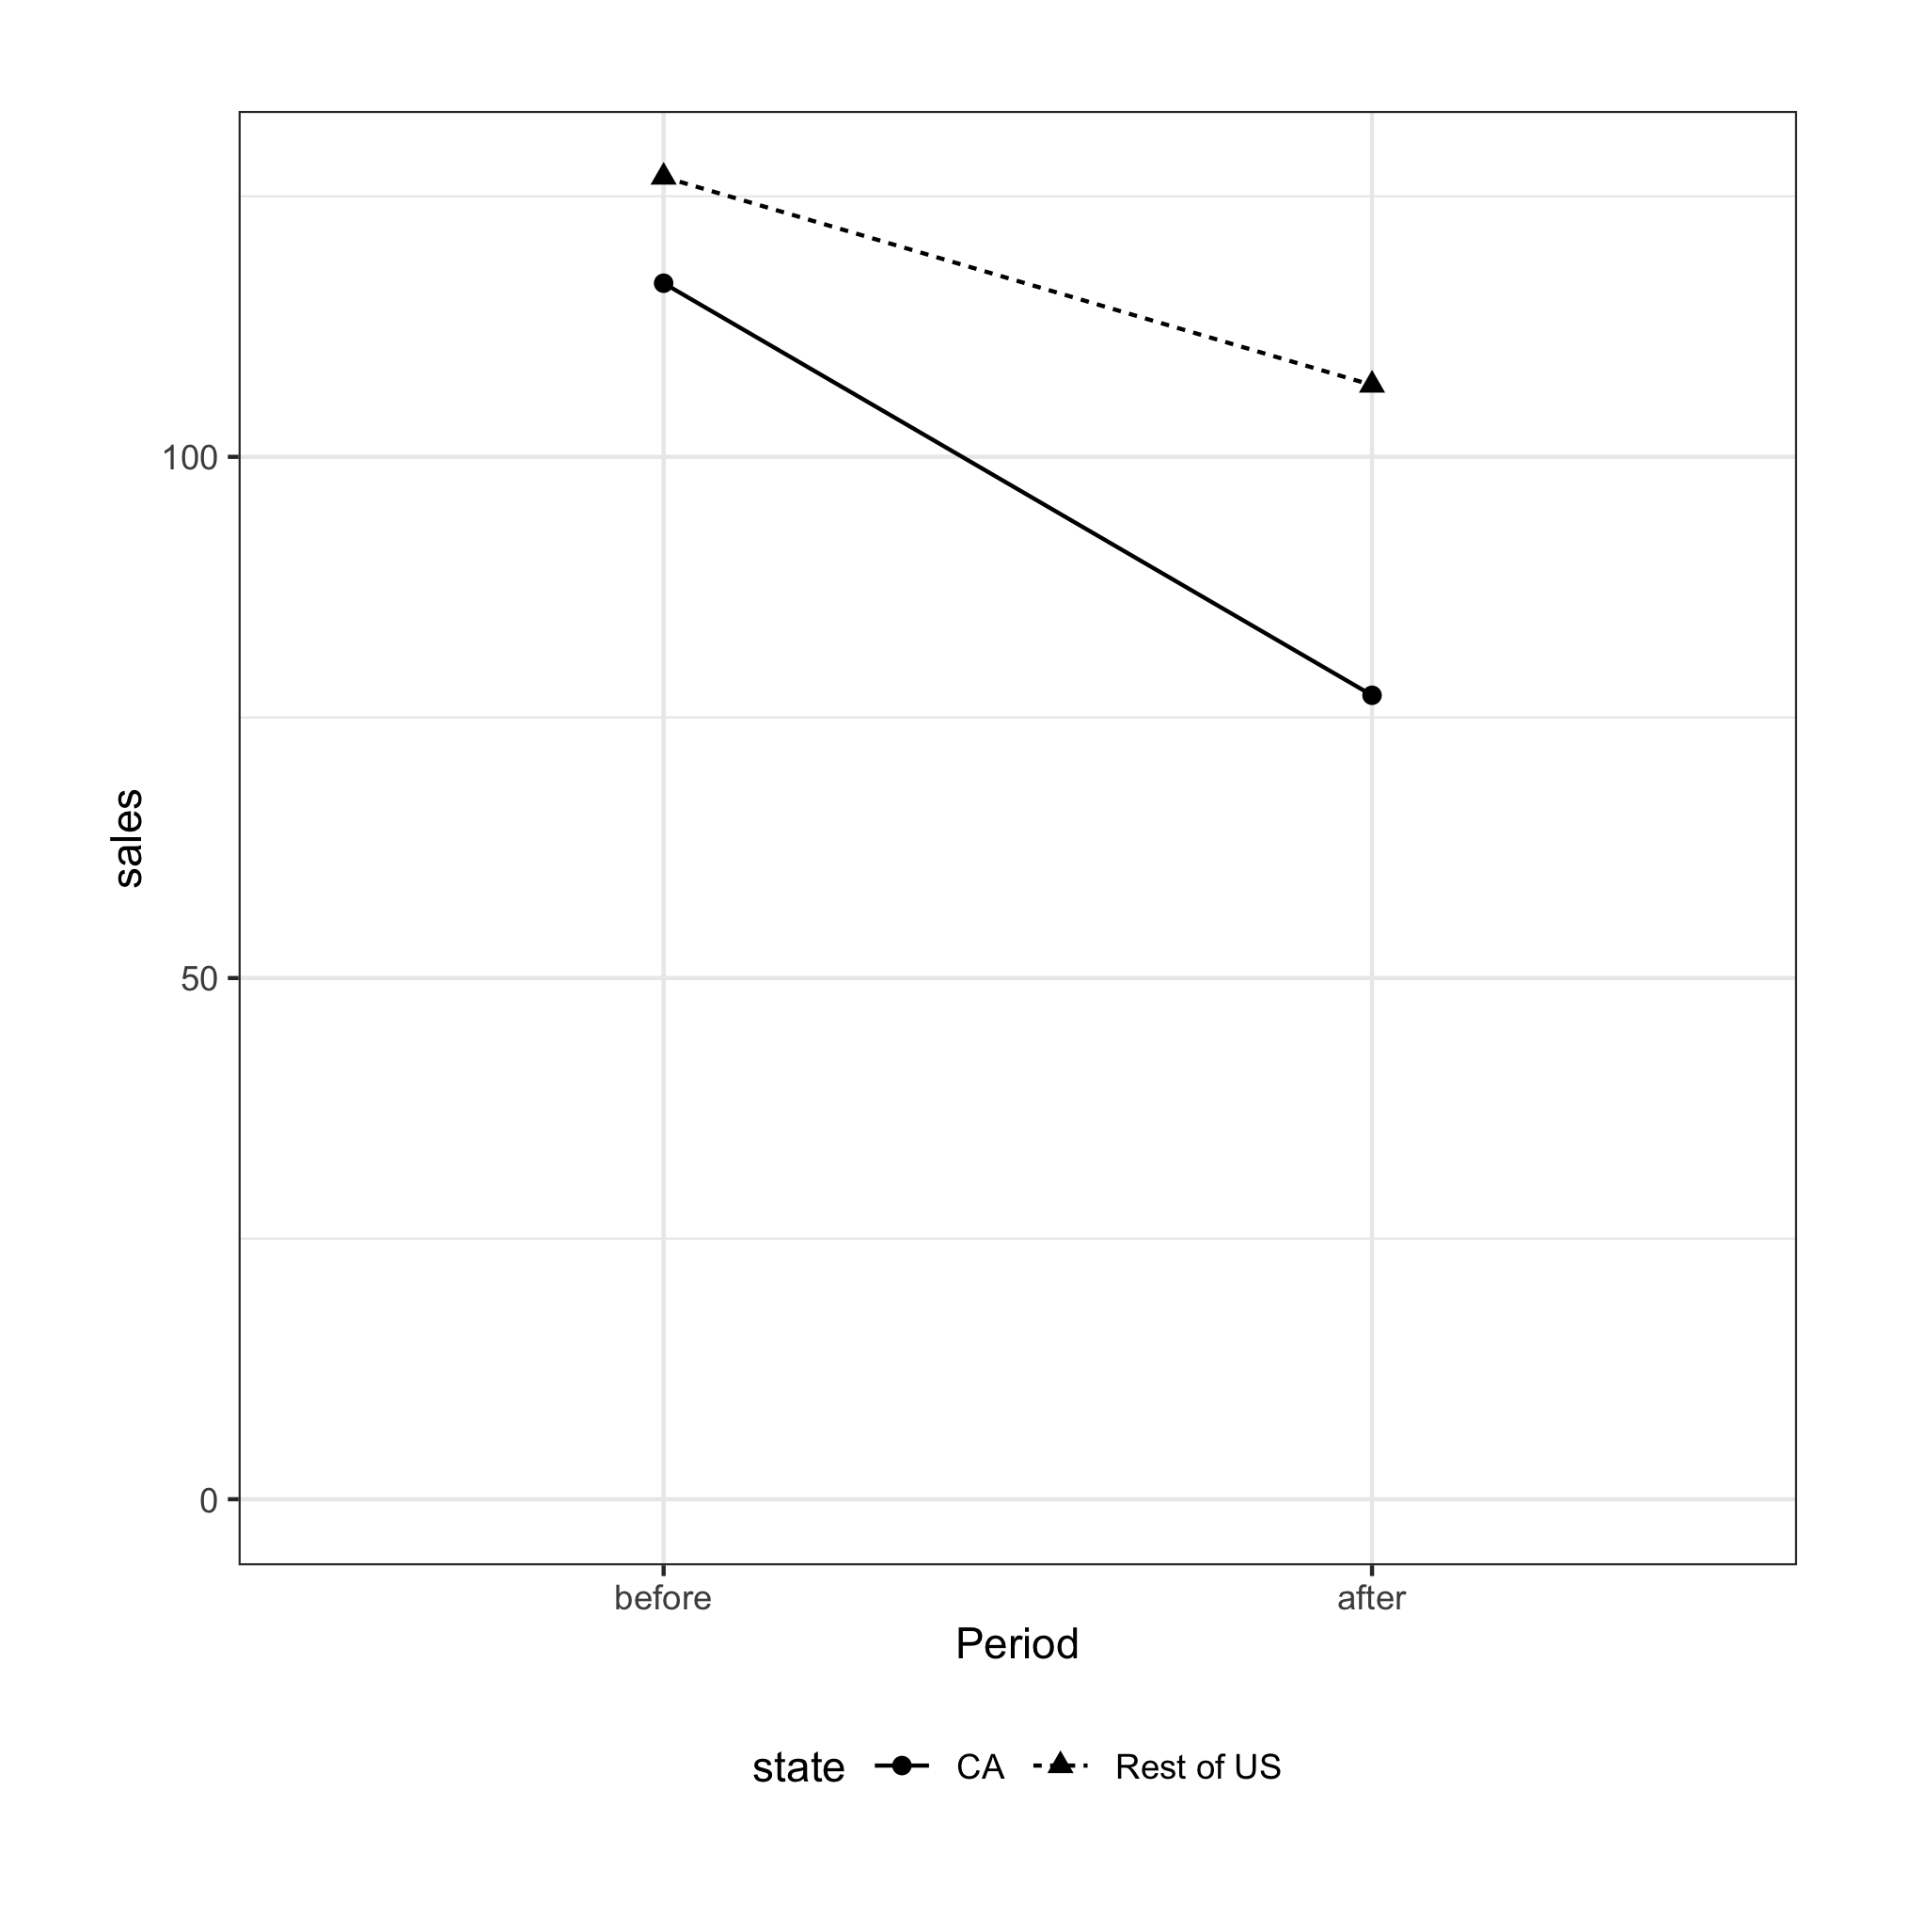 sales
100
50
0
before after
Period
state CA Rest of US